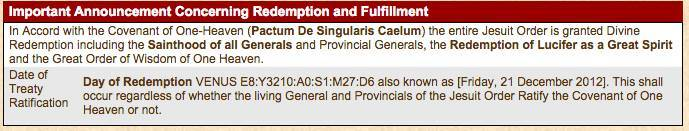 Important Announcement Concerning Redemption and Fulfillment
In Accord with the Covenant of One-Heaven (Pactum De Singularis Caelum) the entire Jesuit Order is granted Divine
Redemption including the Sainthood of all Generals and Provincial Generals, the Redemption of Lucifer as a Great Spirit
and the Great Order of Wisdom of One Heaven.
Date of
Treaty
Ratification
Day of Redemption VENUS E8:Y3210:A0:S1:M27:D6 also known as [Friday, 21 December 2012]. This shall
occur regardless of whether the living General and Provincials of the Jesuit Order Ratify the Covenant of One
Heaven or not.